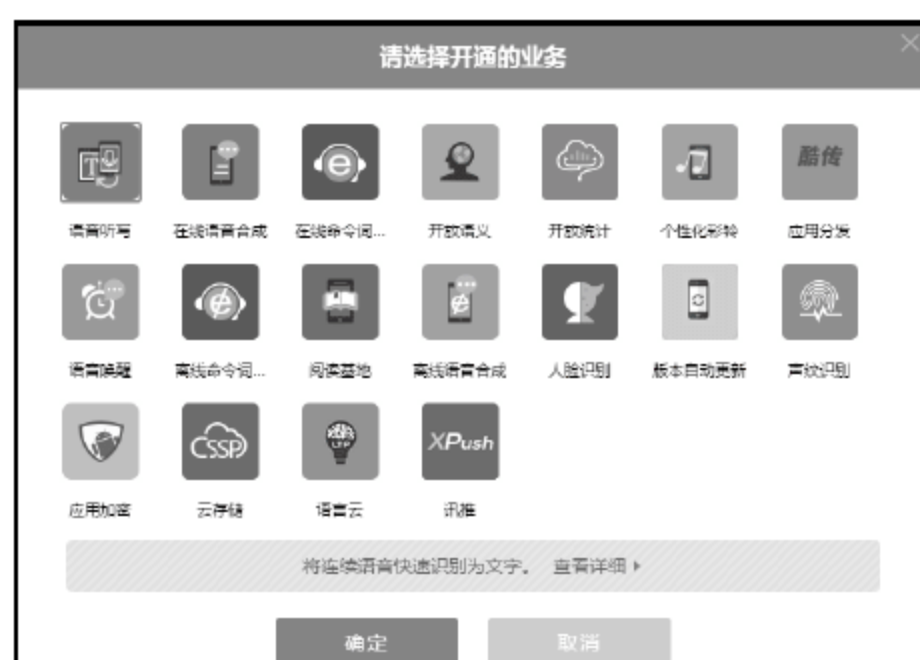 请选择开通的业务
酷传
语音听写 在线语音合成 在线命令词... 开放语义 开放统计 个性化彩铃 应用分发
语音唤醒 离线命令词... 阅读基地 离线语音合成 人脸识别 版本自动更新 声纹识别
CSSP LTP XPush
应用加密 云存储 语言云 讯推
将连续语音快速识别为文字。 查看详细
确定 取消